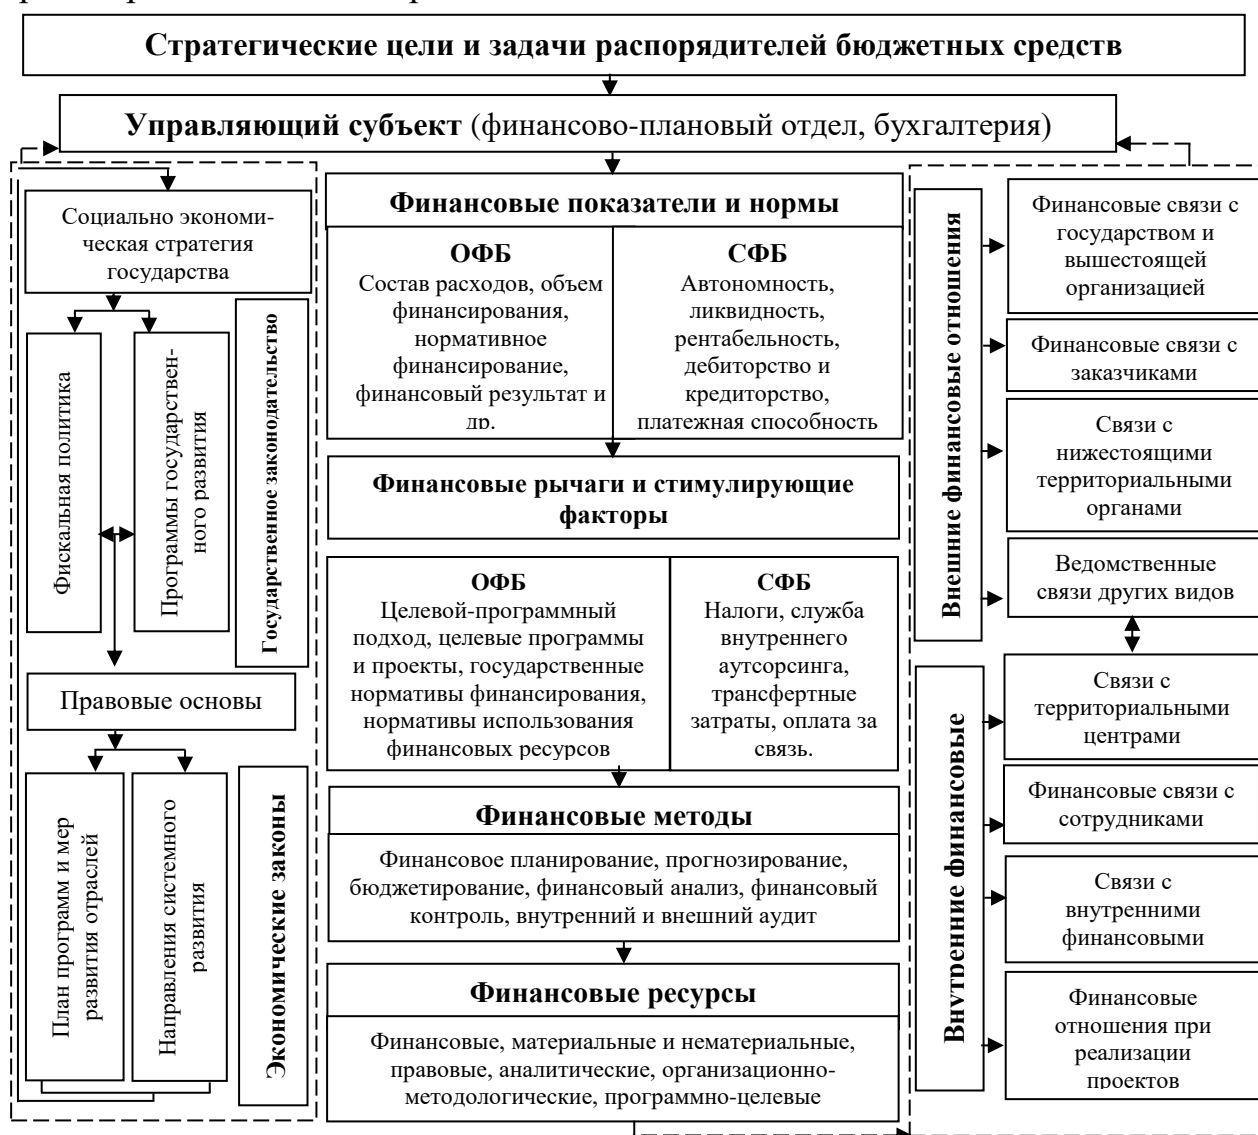 Стратегические цели и задачи распорядителей бюджетных средств
Управляющий субъект (финансово-плановый отдел, бухгалтерия)
Социально экономи-
ческая стратегия
государства
Фискальная политика
Программы государствен-
ного развития
Государственное законодательство
Правовые основы
План программ и мер
развития отраслей
Направления системного
развития
Экономические законы
Финансовые показатели и нормы
ОФБ
Состав расходов, объем
финансирования,
нормативное
финансирование,
финансовый результат и
др.
СФБ
Автономность,
ликвидность,
рентабельность,
дебиторство и
кредиторство,
платежная способность
Финансовые рычаги и стимулирующие
факторы
ОФБ
Целевой-программный
подход, целевые программы
и проекты, государственные
нормативы финансирования,
нормативы использования
финансовых ресурсов
СФБ
Налоги, служба
внутреннего
аутсорсинга,
трансфертные
затраты, оплата за
связь.
Финансовые методы
Финансовое планирование, прогнозирование,
бюджетирование, финансовый анализ, финансовый
контроль, внутренний и внешний аудит
Финансовые ресурсы
Финансовые, материальные и нематериальные,
правовые, аналитические, организационно-
методологические, программно-целевые
Внешние финансовые отношения
Финансовые связи с
государством и
вышестоящей
организацией
Финансовые связи с
заказчиками
Связи с
нижестоящими
территориальными
органами
Ведомственные
связи других видов
Внутренние финансовые
Связи с
территориальными
центрами
Финансовые связи с
сотрудниками
Связи с
внутренними
финансовыми
Финансовые
отношения при
реализации
проектов